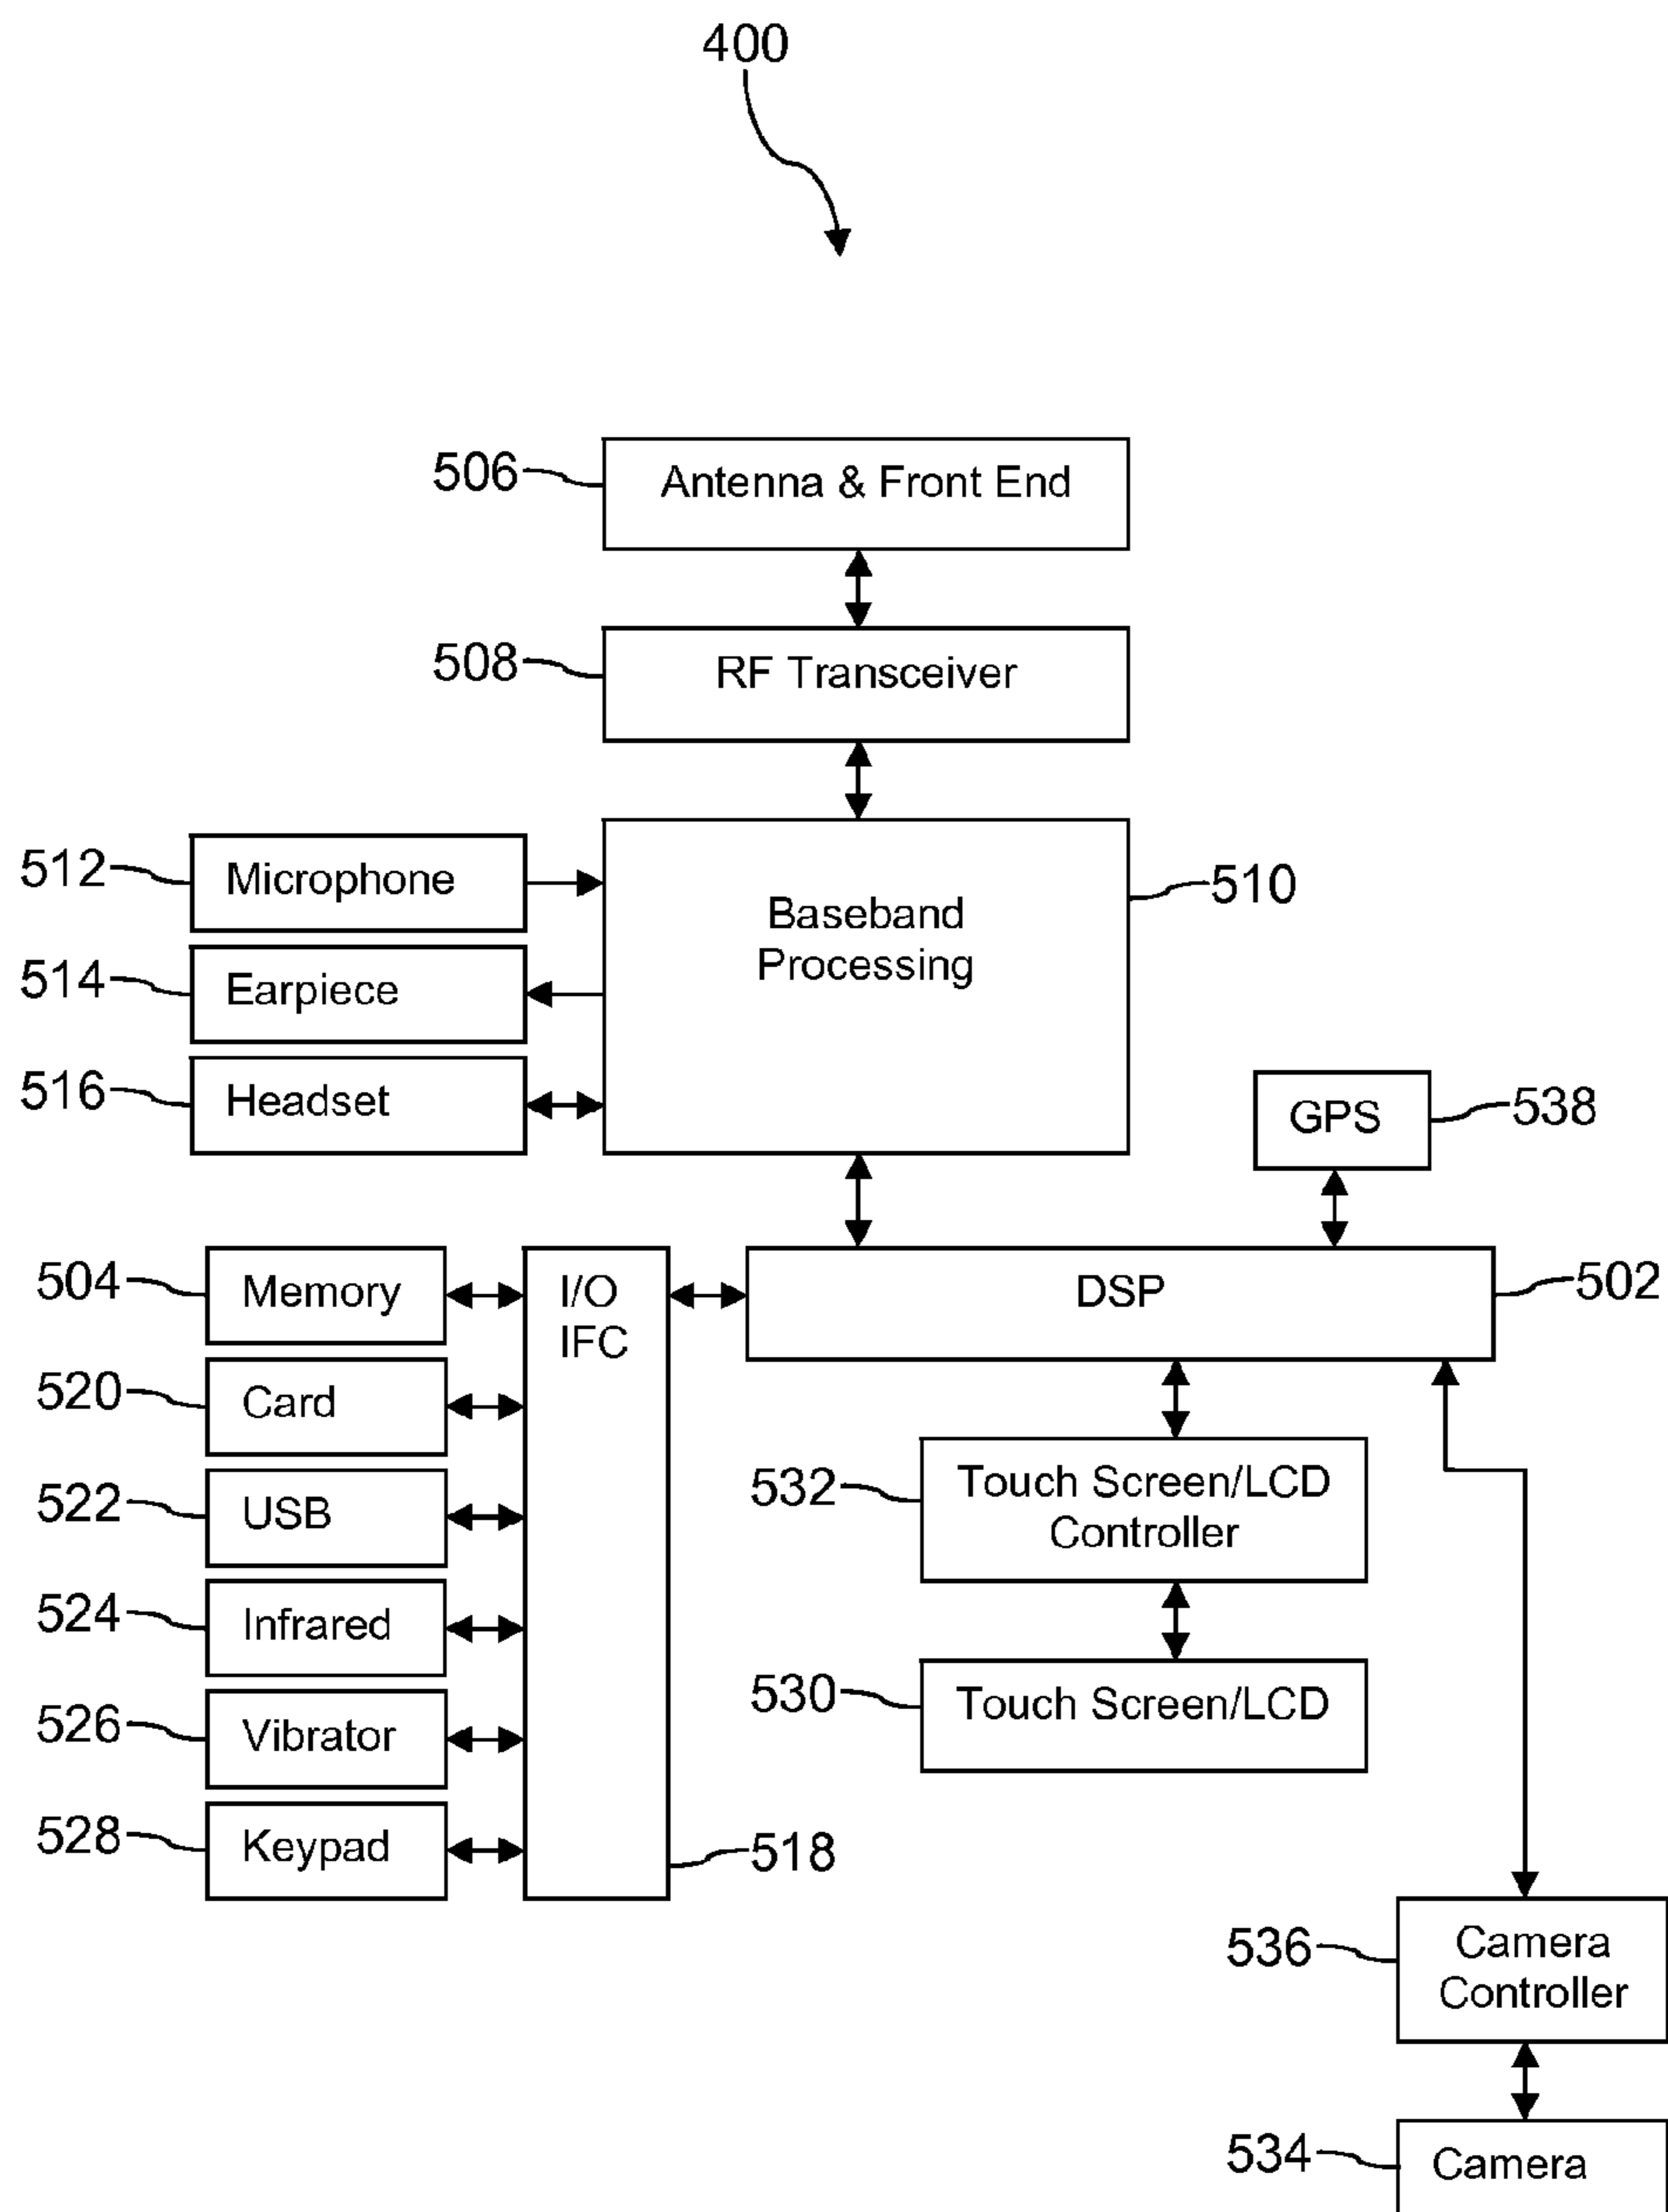 400
506
Antenna & Front End
508
RF Transceiver
512
Microphone
Baseband
Processing
510
514
Earpiece
516
Headset
GPS
538
504
Memory
I/O
IFC
DSP
502
520
Card
522
USB
532
Touch Screen/LCD
Controller
524
Infrared
530
Touch Screen/LCD
526
Vibrator
528
Keypad
518
536
Camera
Controller
534
Camera